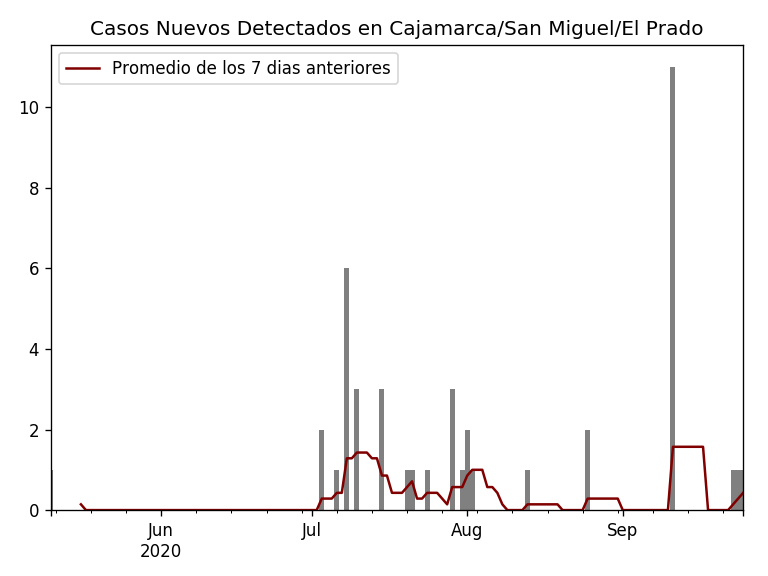 Casos Nuevos Detectados en Cajamarca/San Miguel/El Prado
Promedio de los 7 dias anteriores
10
8
6
4
2
0
Jun
2020
Jul
Aug
Sep